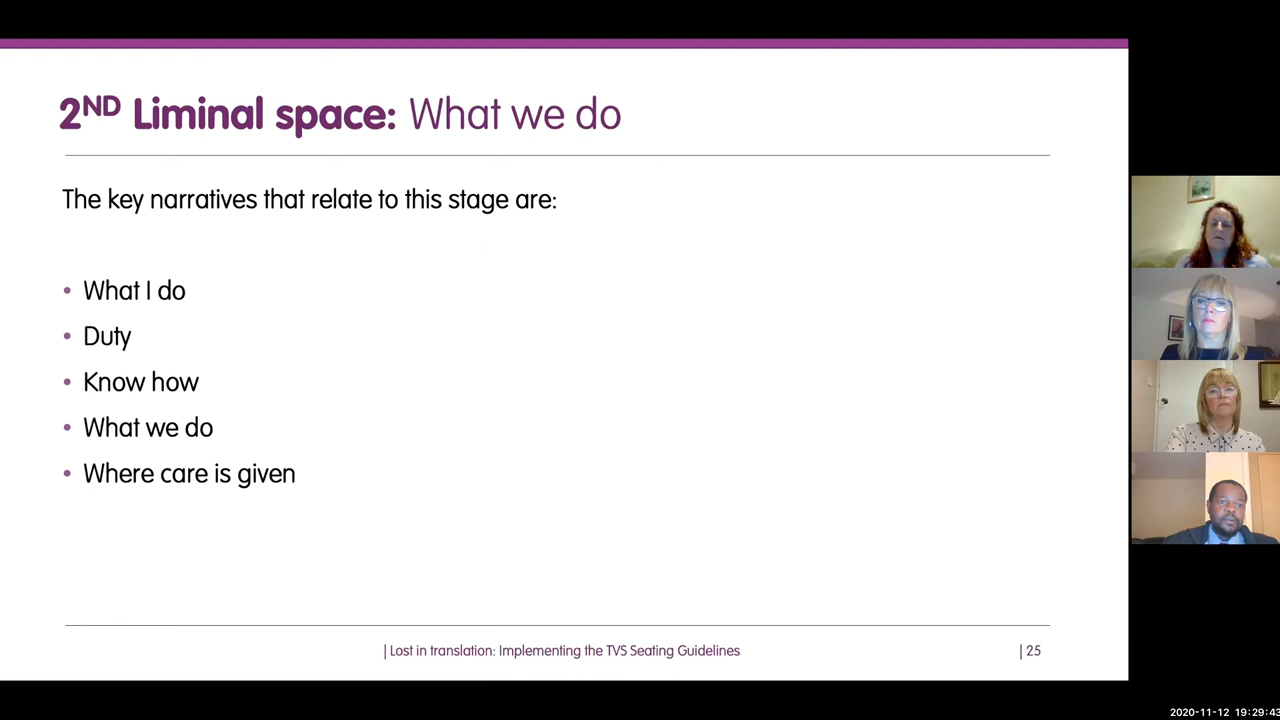 2ND Liminal space: What we do
The key narratives that relate to this stage are:
• What I do
• Duty
• Know how
• What we do
• Where care is given
| Lost in translation: Implementing the TVS Seating Guidelines
| 25
2020-11-12 19:29:43